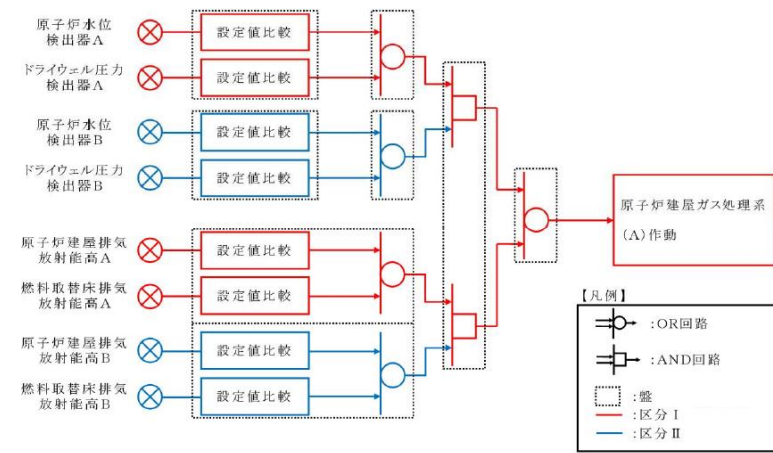 原子炉水位
検出器A
設定値比較
ドライウェル圧力
検出器A
設定値比較
原子炉水位
検出器B
設定値比較
ドライウェル圧力
検出器B
設定値比較
原子炉建屋排気
放射能高A
設定値比較
燃料取替床排気
放射能高A
設定値比較
原子炉建屋排気
放射能高B
設定値比較
燃料取替床排気
放射能高B
設定値比較
原子炉建屋ガス処理系
(A)作動
【凡例】
:OR回路
:AND回路
:盤
:区分Ⅰ
:区分Ⅱ